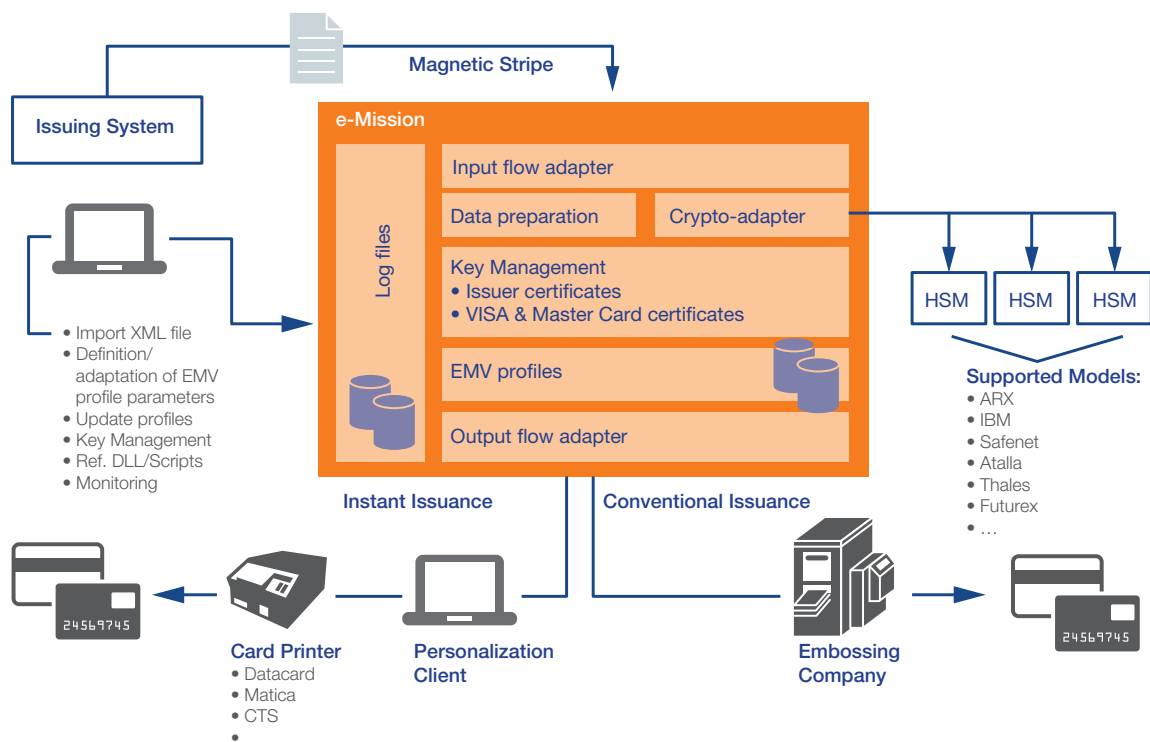 Magnetic Stripe
Issuing System
e-Mission
Log files
Input flow adapter
Data preparation
Crypto-adapter
Key Management
• Issuer certificates
• VISA & Master Card certificates
EMV profiles
Output flow adapter
HSM
HSM
HSM
Supported Models:
• ARX
• IBM
• Safenet
• Atalla
• Thales
• Futurex
• …
• Import XML file
• Definition/
adaptation of EMV
profile parameters
• Update profiles
• Key Management
• Ref. DLL/Scripts
• Monitoring
Instant Issuance
Conventional Issuance
24569745
Card Printer
• Datacard
• Matica
• CTS
•
Personalization
Client
Embossing
Company
24569745